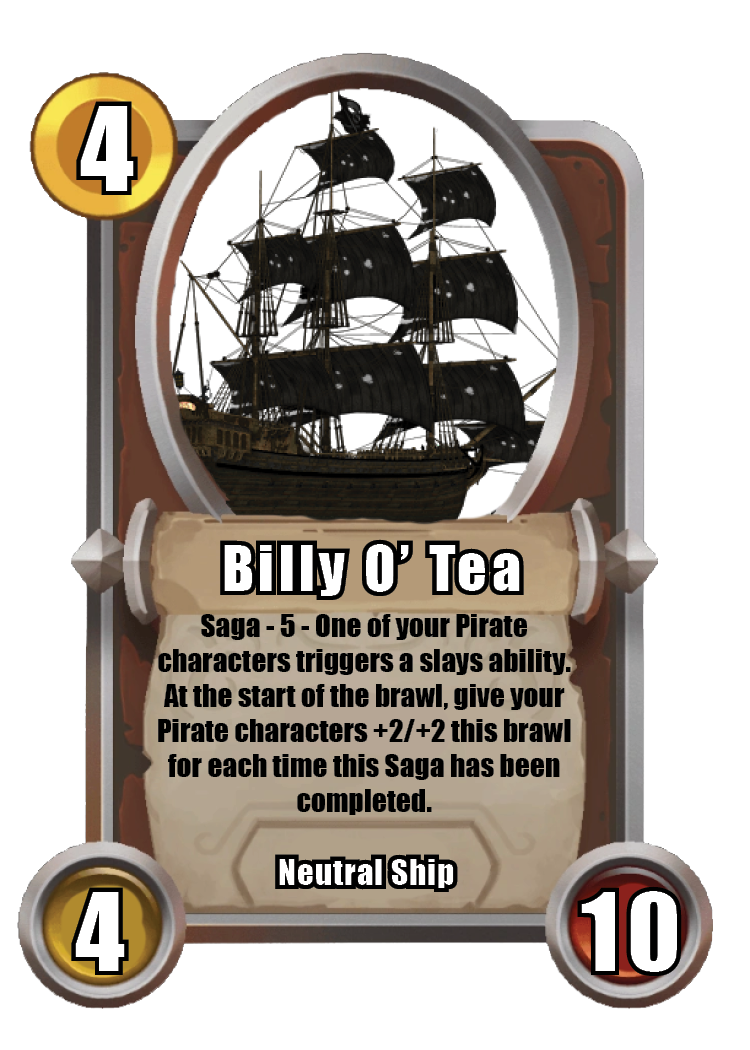 4
Billy O’ Tea
Saga - 5 - One of your Pirate
characters triggers a slays ability.
At the start of the brawl, give your
Pirate characters +2/+2 this brawl
for each time this Saga has been
completed.
Neutral Ship
4
10